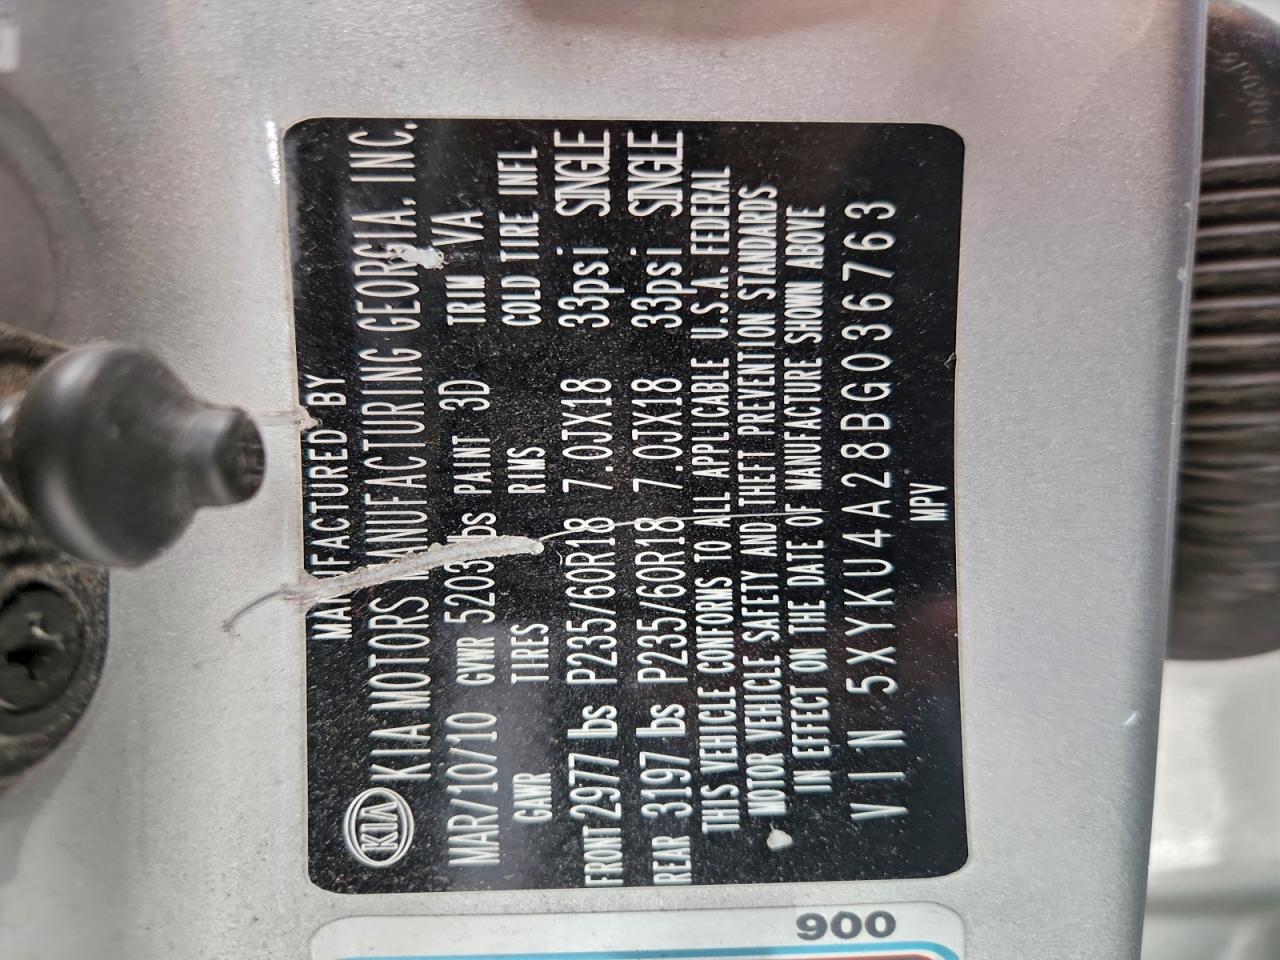 MANUFACTURED BY
KIA KIA MOTORS MANUFACTURING GEORGIA, INC.
MAR/10/10 GVWR 5203 lbs PAINT 3D TRIM VA
GAWR TIRES RIMS COLD TIRE INFL
FRONT 2977 lbs P235/60R18 7.0JX18 33psi SINGLE
REAR 3197 lbs P235/60R18 7.0JX18 33psi SINGLE
THIS VEHICLE CONFORMS TO ALL APPLICABLE U.S.A. FEDERAL
MOTOR VEHICLE SAFETY AND THEFT PREVENTION STANDARDS
IN EFFECT ON THE DATE OF MANUFACTURE SHOWN ABOVE
VIN 5XYKU4A28BG036763
MPV
900